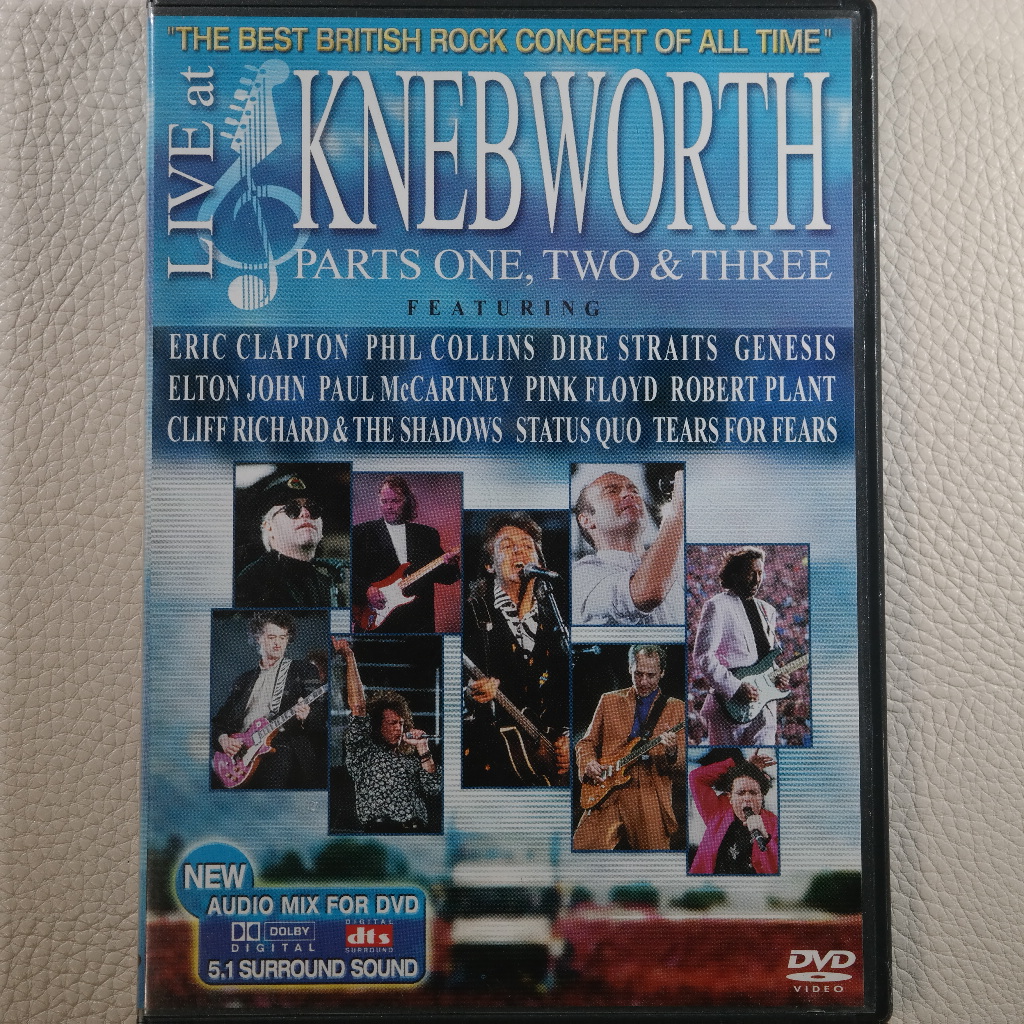 "THE BEST BRITISH ROCK CONCERT OF ALL TIME"
LIVE at
KNEBWORTH
PARTS ONE, TWO & THREE
FEATURING
ERIC CLAPTON PHIL COLLINS DIRE STRAITS GENESIS
ELTON JOHN PAUL McCARTNEY PINK FLOYD ROBERT PLANT
CLIFF RICHARD & THE SHADOWS STATUS QUO TEARS FOR FEARS
NEW
AUDIO MIX FOR DVD
DOLBY
DIGITAL
DIGITAL
dts
SURROUND
5.1 SURROUND SOUND
DVD
VIDEO